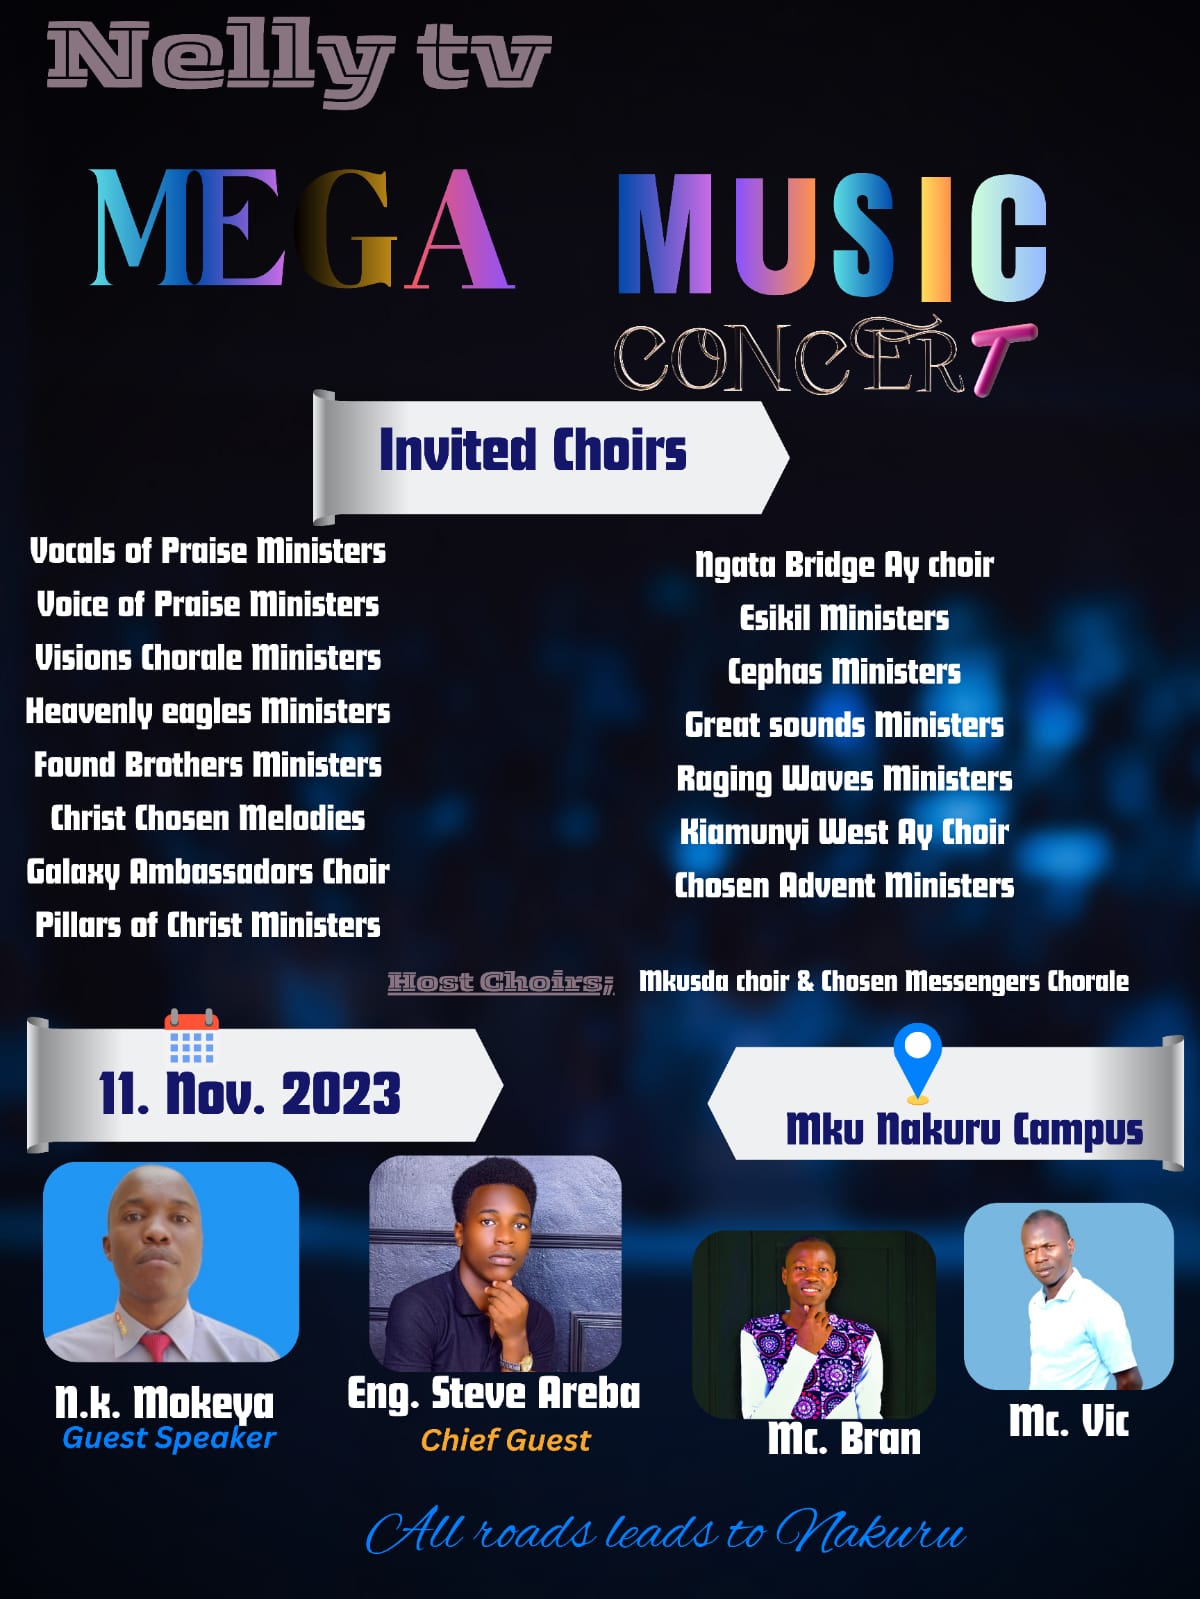 Nelly tv
MEGA MUSIC
CONCERT
Invited Choirs
Vocals of Praise Ministers
Voice of Praise Ministers
Visions Chorale Ministers
Heavenly eagles Ministers
Found Brothers Ministers
Christ Chosen Melodies
Galaxy Ambassadors Choir
Pillars of Christ Ministers
Ngata Bridge Ay choir
Esikil Ministers
Cephas Ministers
Great sounds Ministers
Raging Waves Ministers
Kiamunyi West Ay Choir
Chosen Advent Ministers
Host Choirs; Mkusda choir & Chosen Messengers Chorale
11. Nov. 2023
Mku Nakuru Campus
N.k. Mokeya
Guest Speaker
Eng. Steve Areba
Chief Guest
Mc. Bran
Mc. Vic
All roads leads to Nakuru